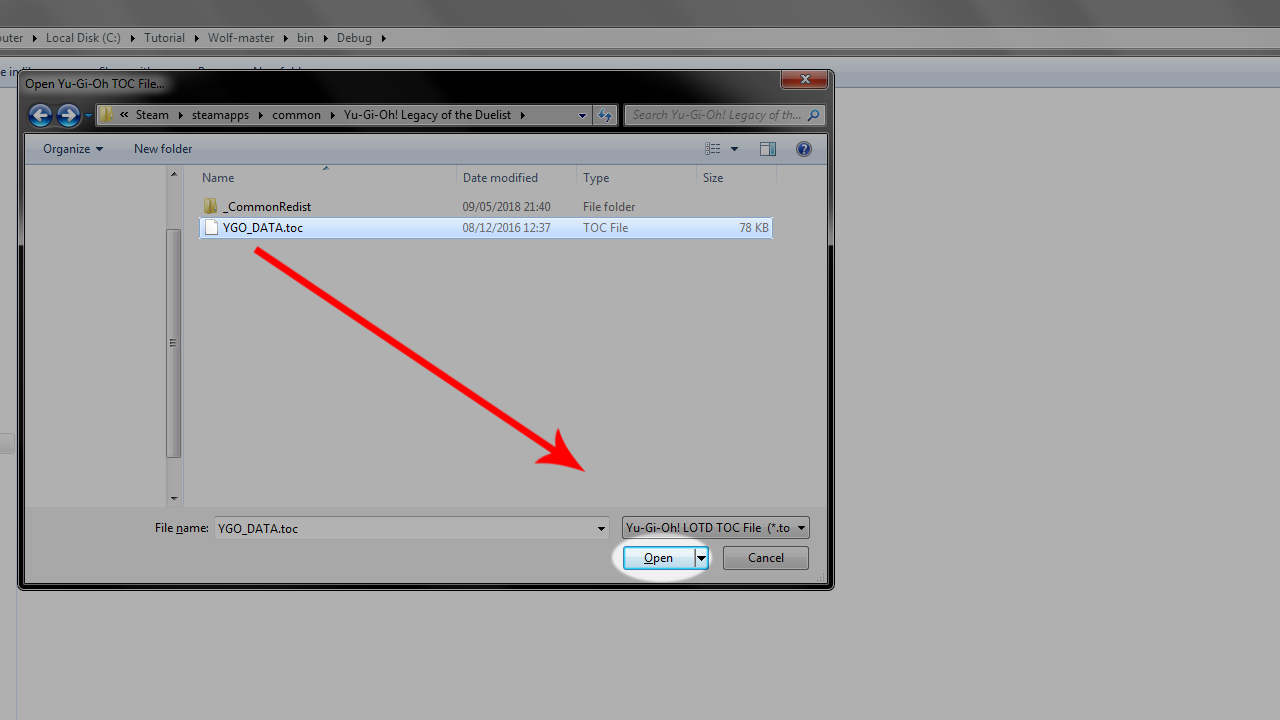 uter Local Disk (C:) Tutorial Wolf-master bin Debug
Open Yu-Gi-Oh TOC File...
« Steam steamapps common Yu-Gi-Oh! Legacy of the Duelist
Search Yu-Gi-Oh! Legacy of th...
Organize New folder
Name Date modified Type Size
_CommonRedist 09/05/2018 21:40 File folder
YGO_DATA.toc 08/12/2016 12:37 TOC File 78 KB
File name: YGO_DATA.toc Yu-Gi-Oh! LOTD TOC File (*.to
Open Cancel